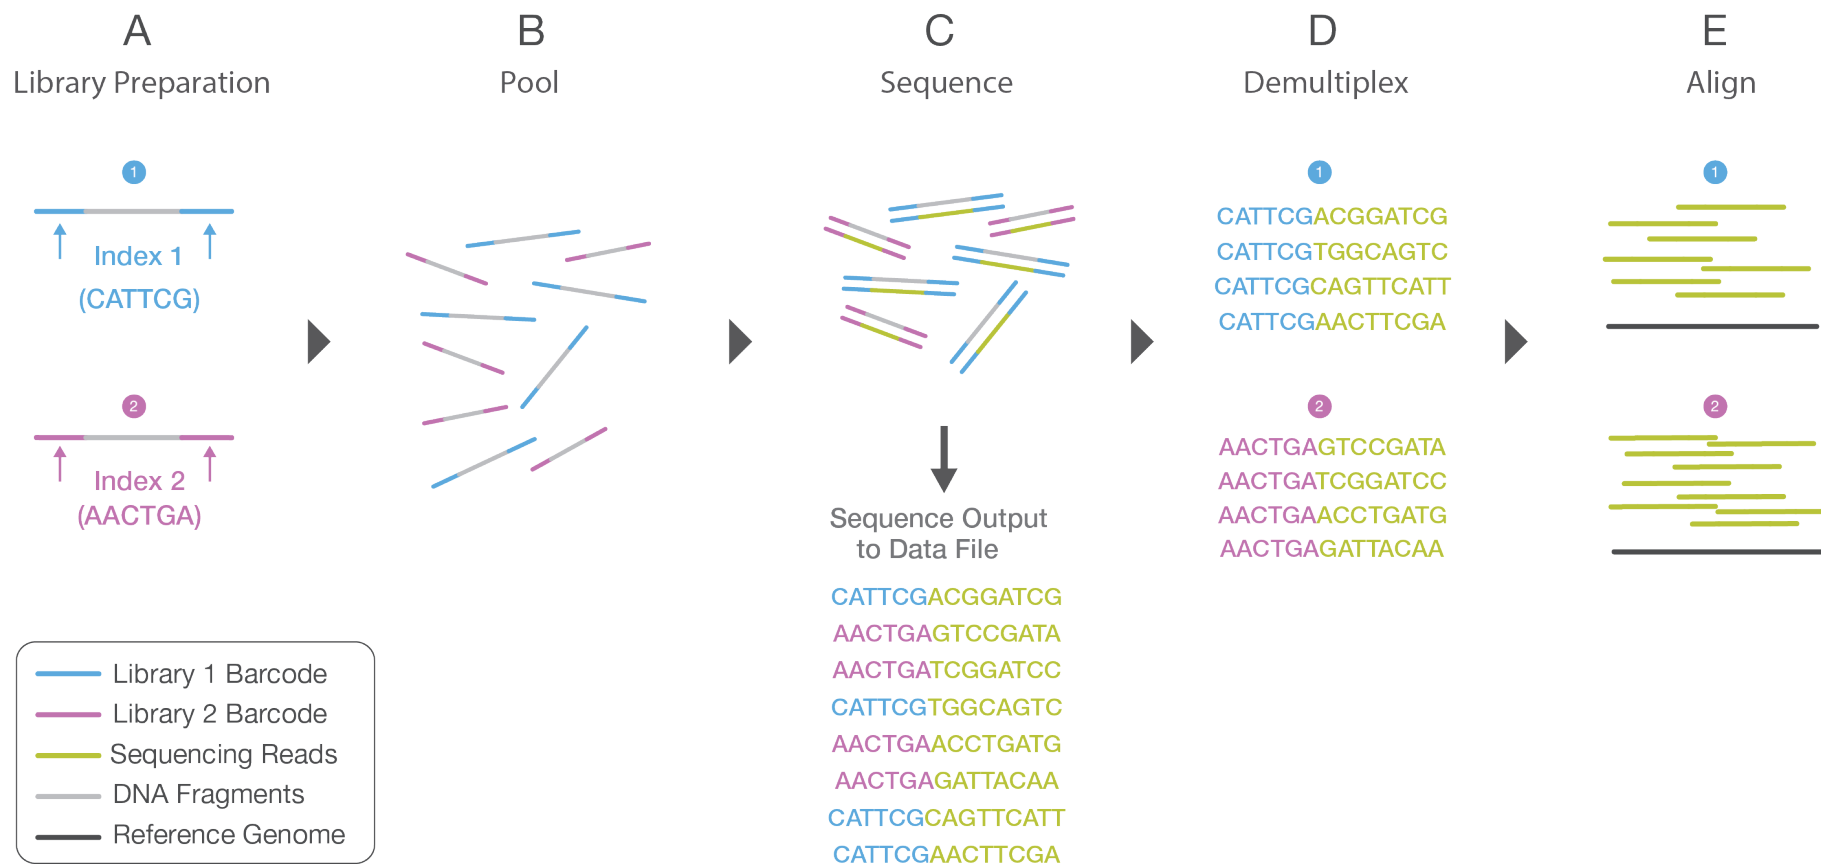 A
Library Preparation
1
Index 1
(CATTCG)
2
Index 2
(AACTGA)
Library 1 Barcode
Library 2 Barcode
Sequencing Reads
DNA Fragments
Reference Genome
B
Pool
C
Sequence
Sequence Output
to Data File
CATTCGACGGATCG
AACTGAGTCCGATA
AACTGATCGGATCC
CATTCGTGGCAGTC
AACTGAACCTGATG
AACTGAGATTACAA
CATTCGCAGTTCATT
CATTCGAACTTCGA
D
Demultiplex
1
CATTCGACGGATCG
CATTCGTGGCAGTC
CATTCGCAGTTCATT
CATTCGAACTTCGA
2
AACTGAGTCCGATA
AACTGATCGGATCC
AACTGAACCTGATG
AACTGAGATTACAA
E
Align
1
2